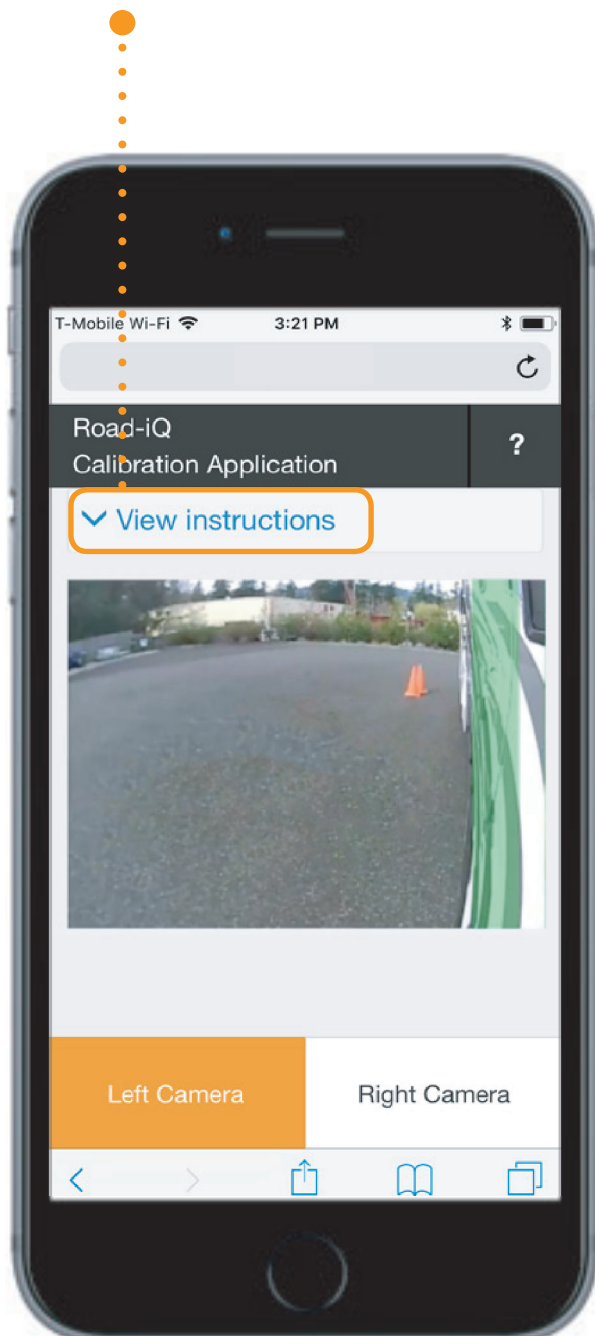 T-Mobile Wi-Fi 3:21 PM
Road-iQ
Calibration Application
?
View instructions
Left Camera
Right Camera